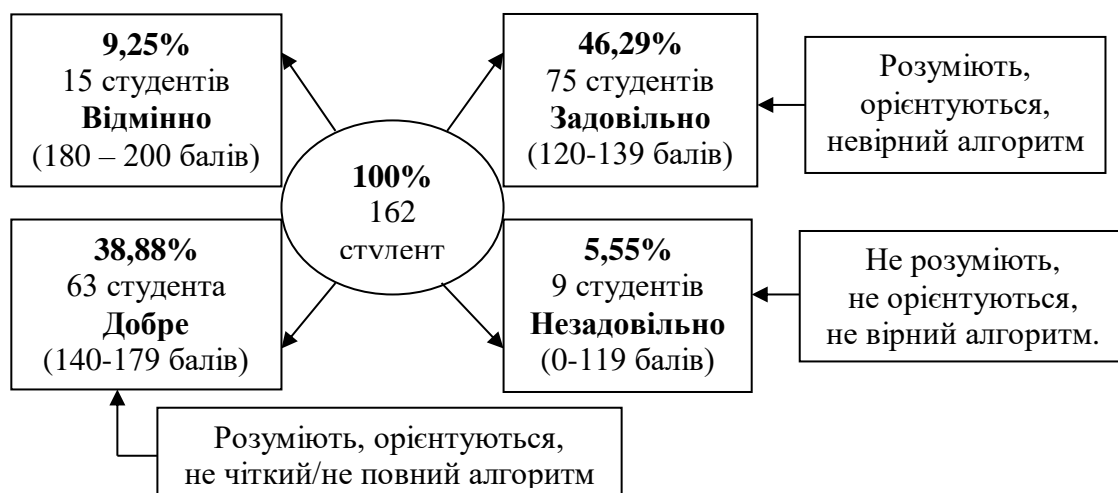 9,25%
15 студентів
Відмінно
(180 – 200 балів)
46,29%
75 студентів
Задовільно
(120-139 балів)
Розуміють,
орієнтуються,
невірний алгоритм
100%
162
студент
38,88%
63 студента
Добре
(140-179 балів)
5,55%
9 студентів
Незадовільно
(0-119 балів)
Не розуміють,
не орієнтуються,
не вірний алгоритм.
Розуміють, орієнтуються,
не чіткий/не повний алгоритм